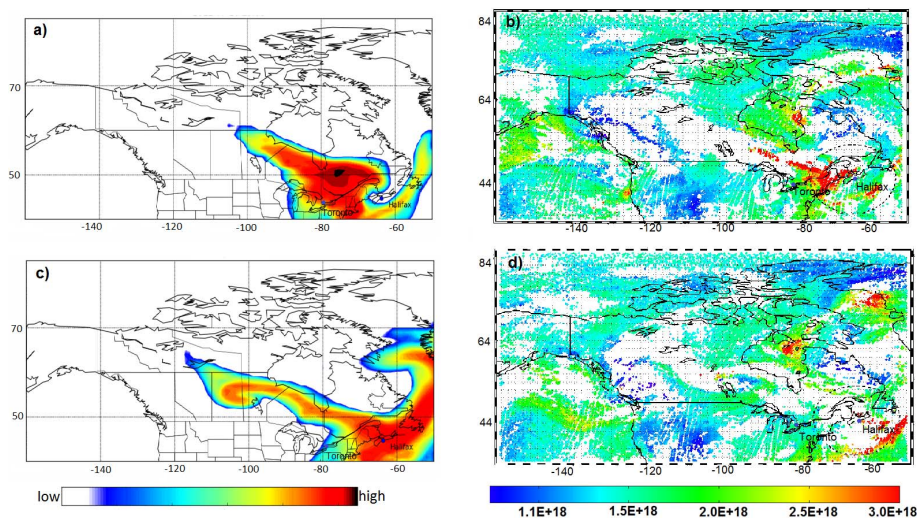 a)
70
50
Toronto
Halifax
-140 -120 -100 -80 -60
b)
84
64
44
Toronto
Halifax
-140 -120 -100 -80 -60
c)
70
50
Toronto
Halifax
-140 -120 -100 -80 -60
low high
d)
84
64
44
Toronto
Halifax
-140 -120 -100 -80 -60
1.1E+18 1.5E+18 2.0E+18 2.5E+18 3.0E+18